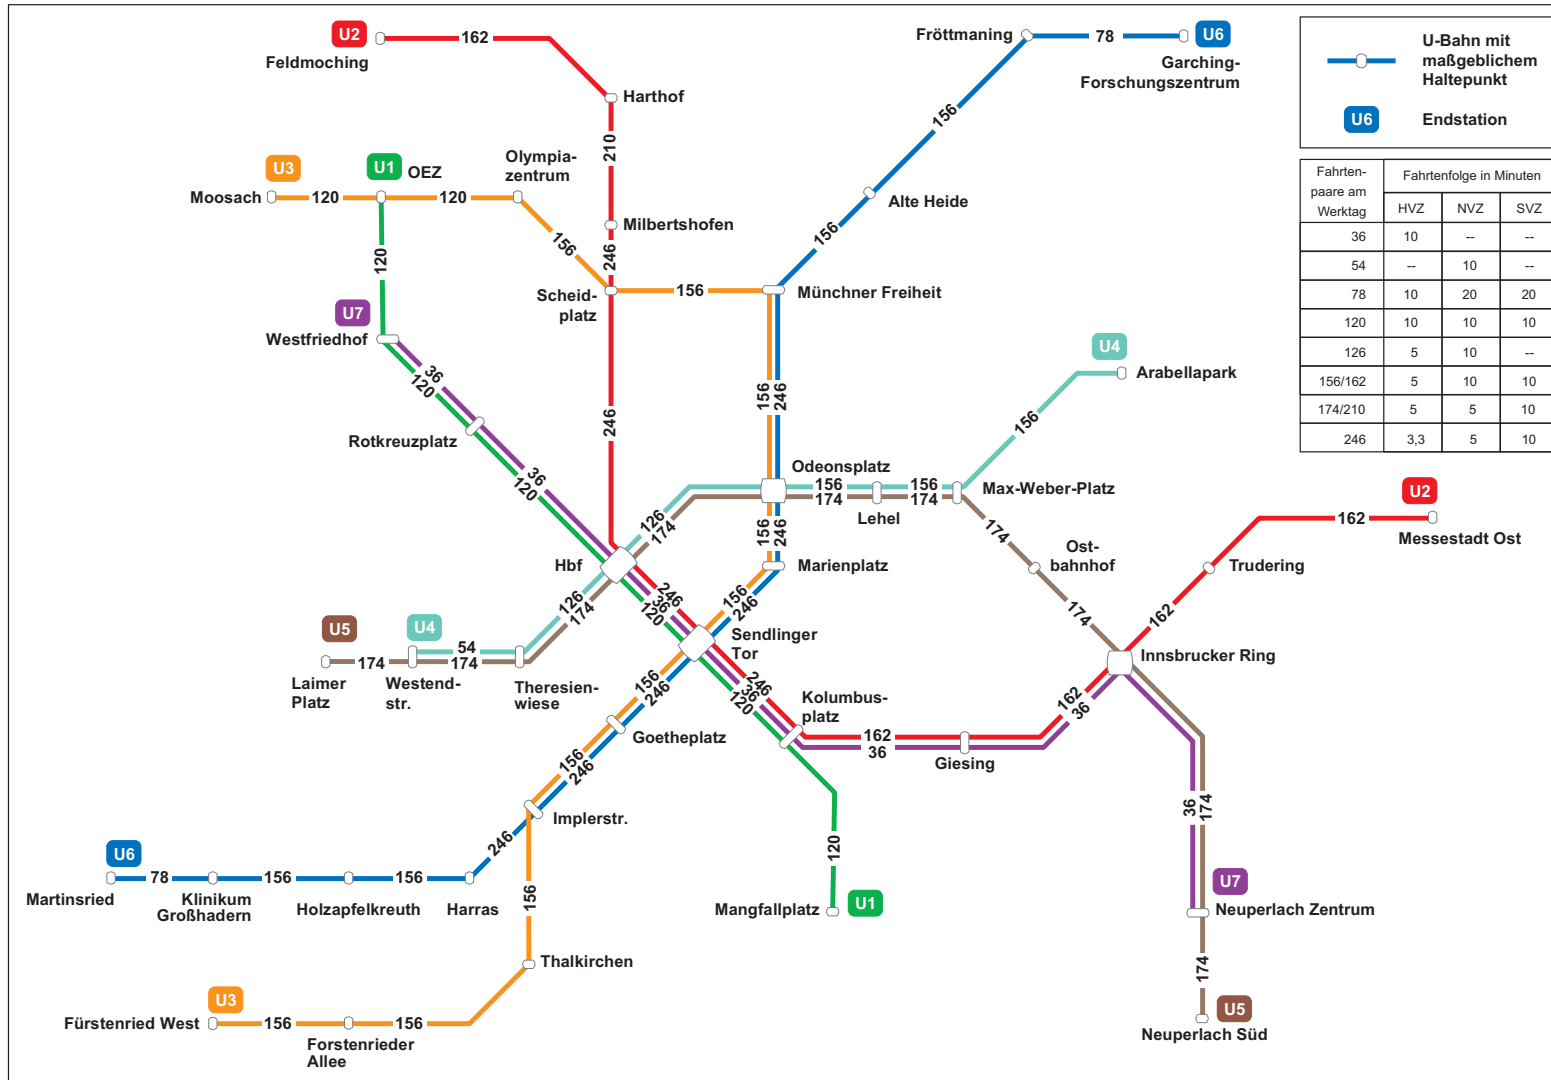 U2
162
Feldmoching
Harthof
210
Fröttmaning
78
U6
Garching-
Forschungszentrum
156
U-Bahn mit
maßgeblichem
Haltepunkt
U6
Endstation
Fahrten-
paare am
Werktag
Fahrtenfolge in Minuten
HVZ NVZ SVZ
36 10 -- --
54 -- 10 --
78 10 20 20
120 10 10 10
126 5 10 --
156/162 5 10 10
174/210 5 5 10
246 3,3 5 10
U3
U1
OEZ
Olympia-
zentrum
Moosach
120
120
Milbertshofen
Alte Heide
156
246
156
120
Scheid-
platz
156
Münchner Freiheit
U7
Westfriedhof
36
120
U4
Arabellapark
156
246
246
156
Rotkreuzplatz
36
120
Odeonsplatz
156
174
156
174
Lehel
Max-Weber-Platz
U2
162
Messestadt Ost
126
174
156
246
174
Ost-
bahnhof
Trudering
Hbf
Marienplatz
126
174
246
36
120
156
246
174
162
U5
U4
54
174
174
Laimer
Platz
Westend-
str.
Theresien-
wiese
Sendlinger
Tor
Innsbrucker Ring
156
246
246
36
120
Kolumbus-
platz
162
36
162
36
Goetheplatz
Giesing
156
246
36
174
Implerstr.
246
120
U6
78
156
156
Martinsried
Klinikum
Großhadern
Holzapfelkreuth
Harras
156
Mangfallplatz
U1
U7
Neuperlach Zentrum
Thalkirchen
174
U3
156
156
Fürstenried West
Forstenrieder
Allee
U5
Neuperlach Süd